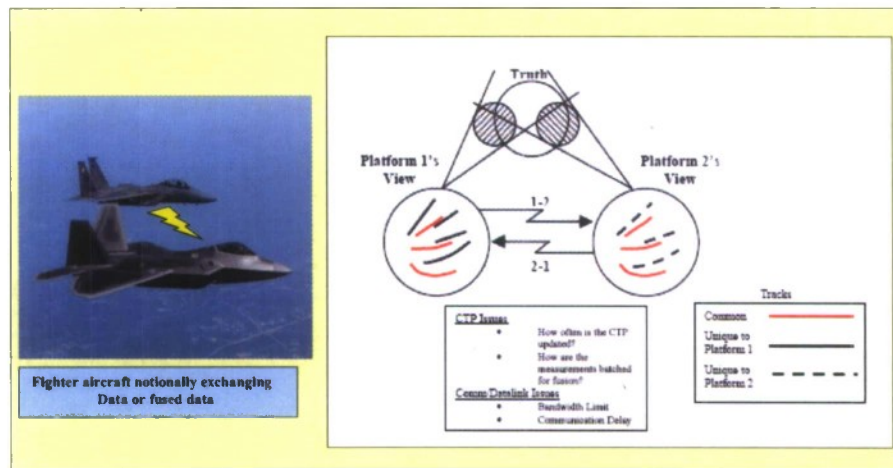 Fighter aircraft notionally exchanging
Data or fused data
Truth
Platform 1's
View
Platform 2's
View
1-2
2-1
CTP Issues
• How often is the CTP
updated?
• How are the
measurements batched
for fusion?
Comm/Datalink Issues
• Bandwidth Limit
• Communication Delay
Tracks
Common
Unique to
Platform 1
Unique to
Platform 2